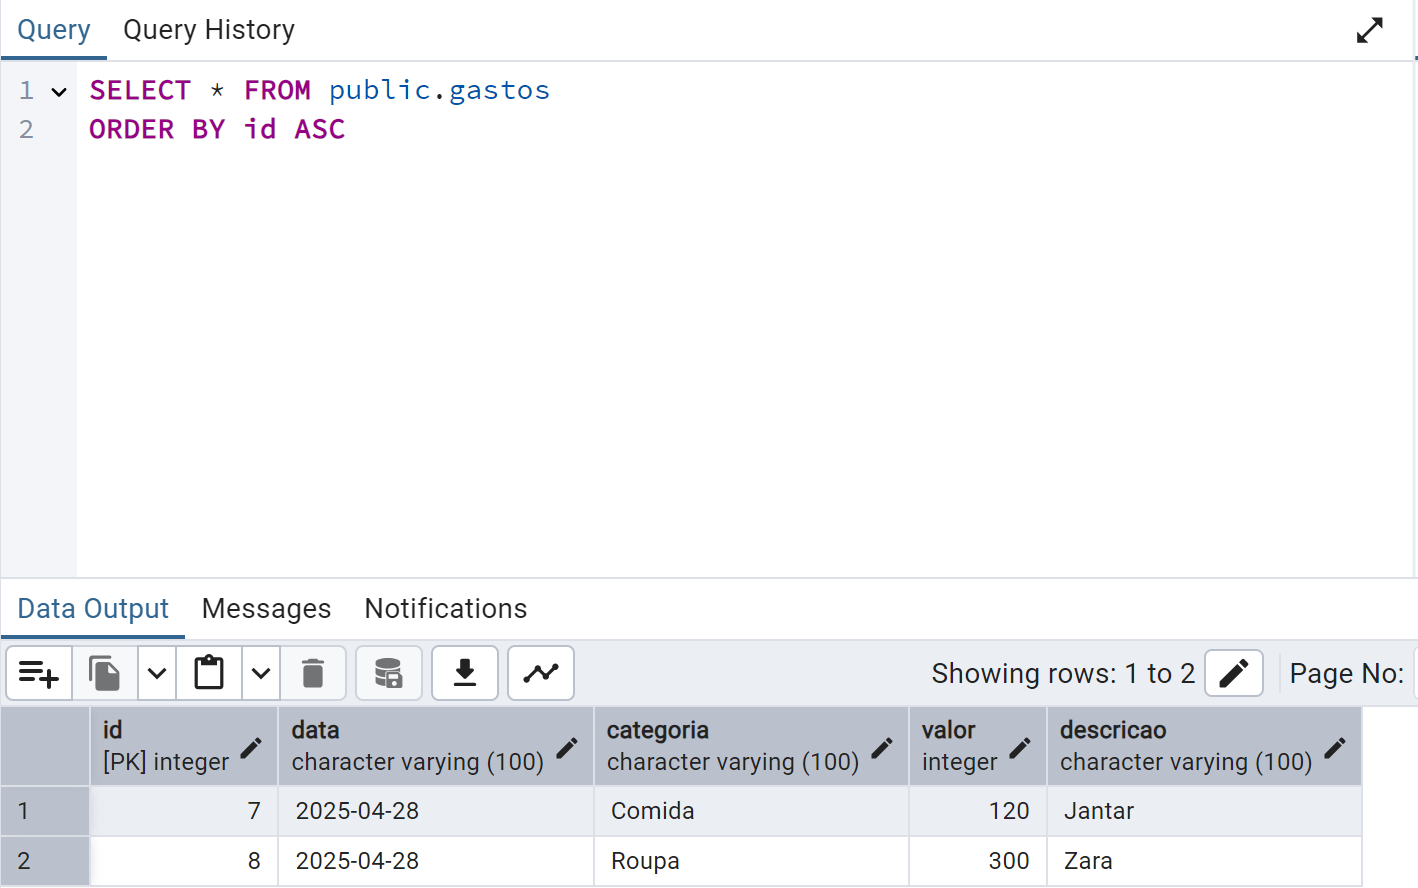 Query Query History
1 SELECT * FROM public.gastos
2 ORDER BY id ASC
Data Output Messages Notifications
Showing rows: 1 to 2 Page No:
id data categoria valor descricao
[PK] integer character varying (100) character varying (100) integer character varying (100)
1 7 2025-04-28 Comida 120 Jantar
2 8 2025-04-28 Roupa 300 Zara